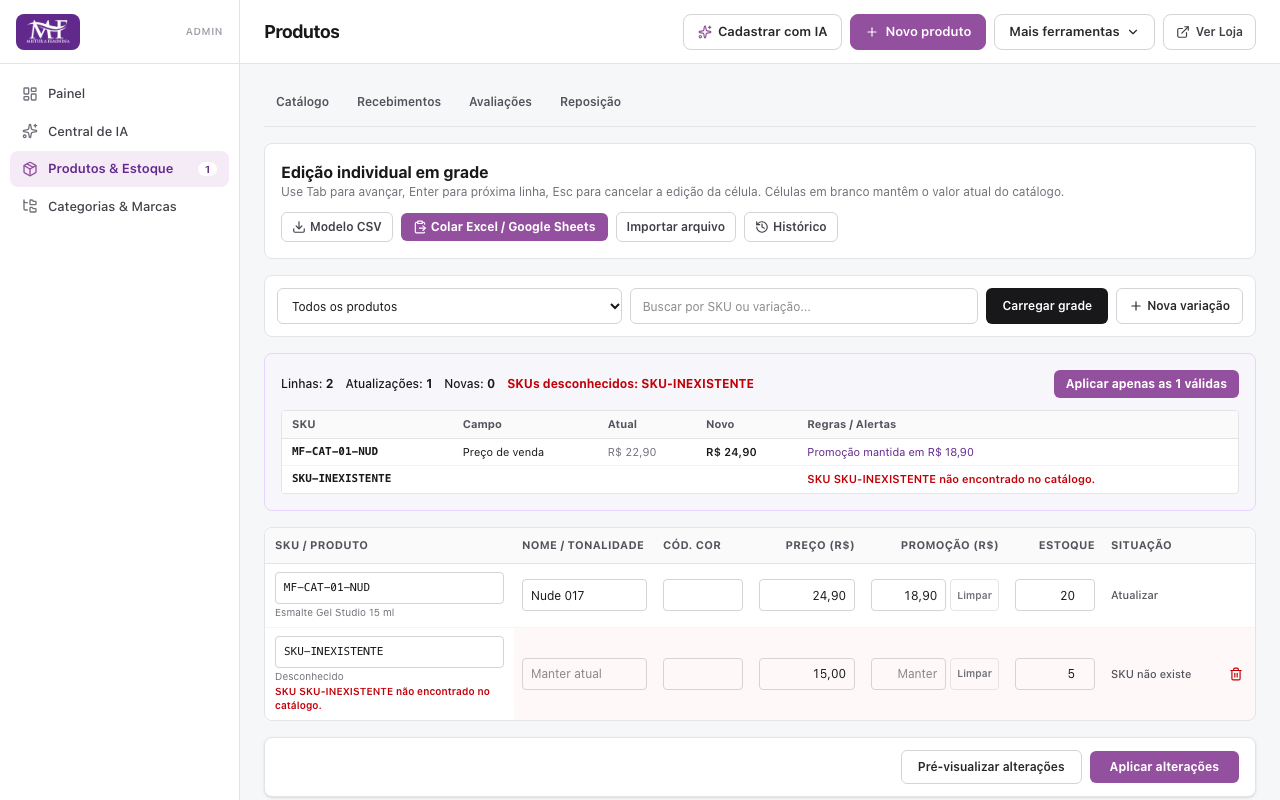 MF
ADMIN
Produtos
Cadastrar com IA
Novo produto
Mais ferramentas
Ver Loja
Painel
Central de IA
Produtos & Estoque 1
Categorias & Marcas
Catálogo Recebimentos Avaliações Reposição
Edição individual em grade
Use Tab para avançar, Enter para próxima linha, Esc para cancelar a edição da célula. Células em branco mantêm o valor atual do catálogo.
Modelo CSV Colar Excel / Google Sheets Importar arquivo Histórico
Todos os produtos Buscar por SKU ou variação... Carregar grade Nova variação
Linhas: 2 Atualizações: 1 Novas: 0 SKUs desconhecidos: SKU-INEXISTENTE Aplicar apenas as 1 válidas
SKU Campo Atual Novo Regras / Alertas
MF-CAT-01-NUD Preço de venda R$ 22,90 R$ 24,90 Promoção mantida em R$ 18,90
SKU-INEXISTENTE SKU SKU-INEXISTENTE não encontrado no catálogo.
SKU / PRODUTO NOME / TONALIDADE CÓD. COR PREÇO (R$) PROMOÇÃO (R$) ESTOQUE SITUAÇÃO
MF-CAT-01-NUD Nude 017 24,90 18,90 Limpar 20 Atualizar
Esmalte Gel Studio 15 ml
SKU-INEXISTENTE Manter atual 15,00 Manter Limpar 5 SKU não existe
Desconhecido
SKU SKU-INEXISTENTE não encontrado no
catálogo.
Pré-visualizar alterações Aplicar alterações